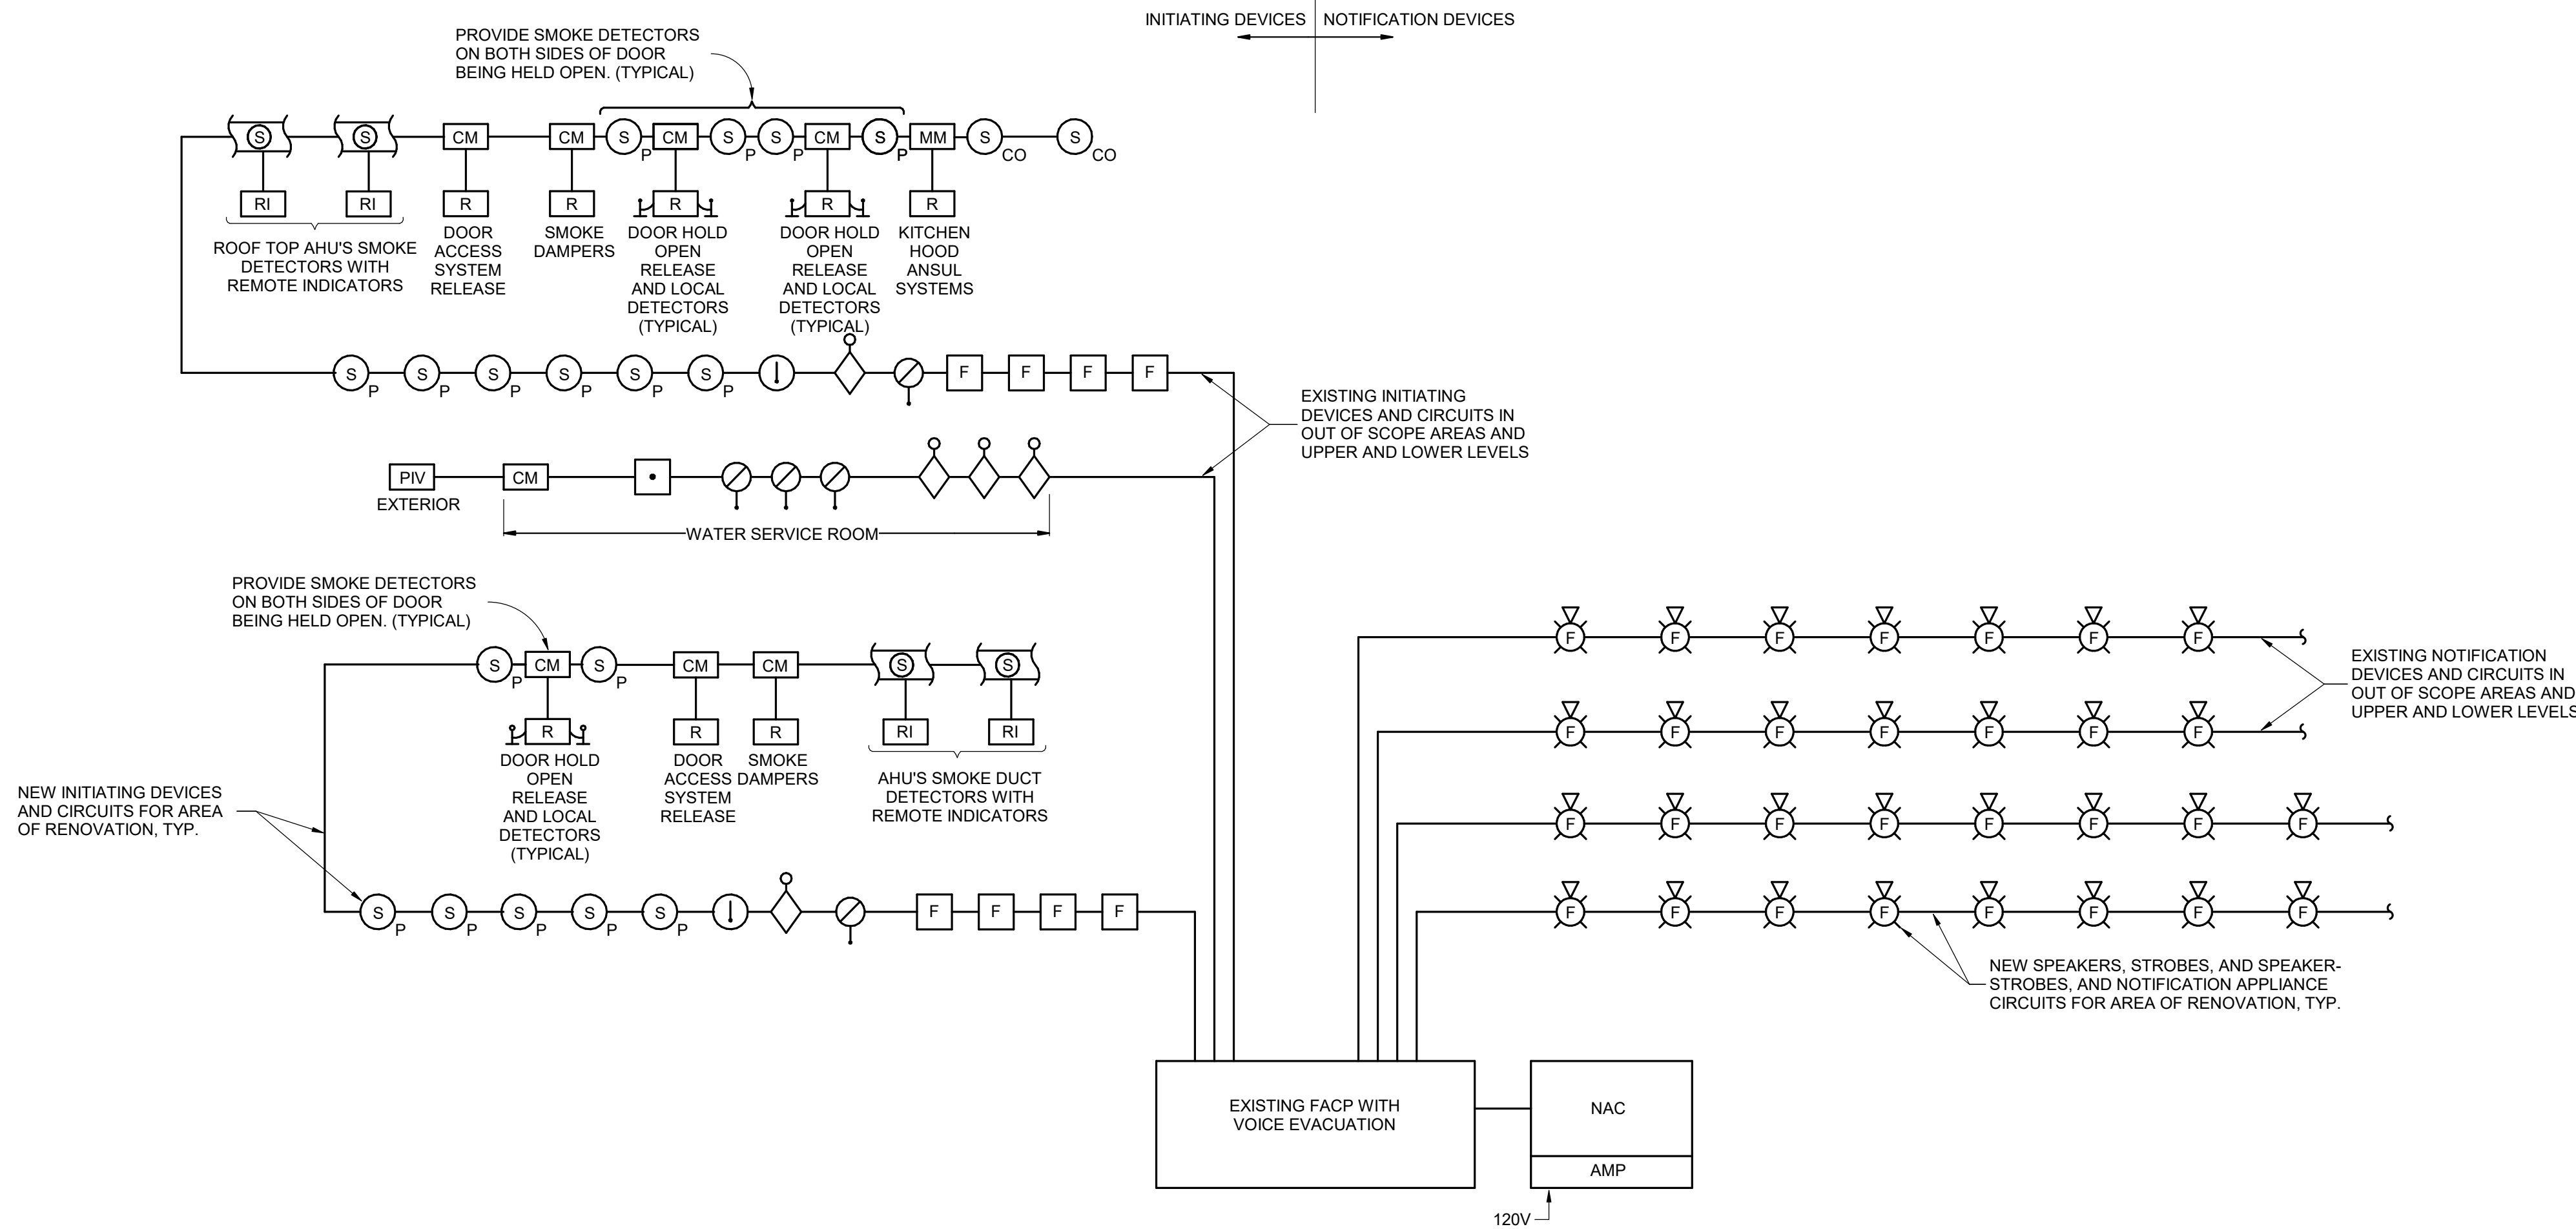 INITIATING DEVICES
NOTIFICATION DEVICES
PROVIDE SMOKE DETECTORS
ON BOTH SIDES OF DOOR
BEING HELD OPEN. (TYPICAL)
S S CM CM S P CM S P S P CM S P MM S CO S CO
RI RI R R R R R
ROOF TOP AHU'S SMOKE
DETECTORS WITH
REMOTE INDICATORS
DOOR
ACCESS
SYSTEM
RELEASE
SMOKE
DAMPERS
DOOR HOLD
OPEN
RELEASE
AND LOCAL
DETECTORS
(TYPICAL)
DOOR HOLD
OPEN
RELEASE
AND LOCAL
DETECTORS
(TYPICAL)
KITCHEN
HOOD
ANSUL
SYSTEMS
S P S P S P S P S P S P F F F F
EXISTING INITIATING
DEVICES AND CIRCUITS IN
OUT OF SCOPE AREAS AND
UPPER AND LOWER LEVELS
PIV CM
EXTERIOR
WATER SERVICE ROOM
PROVIDE SMOKE DETECTORS
ON BOTH SIDES OF DOOR
BEING HELD OPEN. (TYPICAL)
S P CM S P CM CM S S
R R R RI RI
DOOR HOLD
OPEN
RELEASE
AND LOCAL
DETECTORS
(TYPICAL)
DOOR
ACCESS
SYSTEM
RELEASE
SMOKE
DAMPERS
AHU'S SMOKE DUCT
DETECTORS WITH
REMOTE INDICATORS
NEW INITIATING DEVICES
AND CIRCUITS FOR AREA
OF RENOVATION, TYP.
S P S P S P S P S P F F F F
F F F F F F F
F F F F F F F
EXISTING NOTIFICATION
DEVICES AND CIRCUITS IN
OUT OF SCOPE AREAS AND
UPPER AND LOWER LEVELS
F F F F F F F F
F F F F F F F F
NEW SPEAKERS, STROBES, AND SPEAKER-
STROBES, AND NOTIFICATION APPLIANCE
CIRCUITS FOR AREA OF RENOVATION, TYP.
EXISTING FACP WITH
VOICE EVACUATION
NAC
AMP
120V